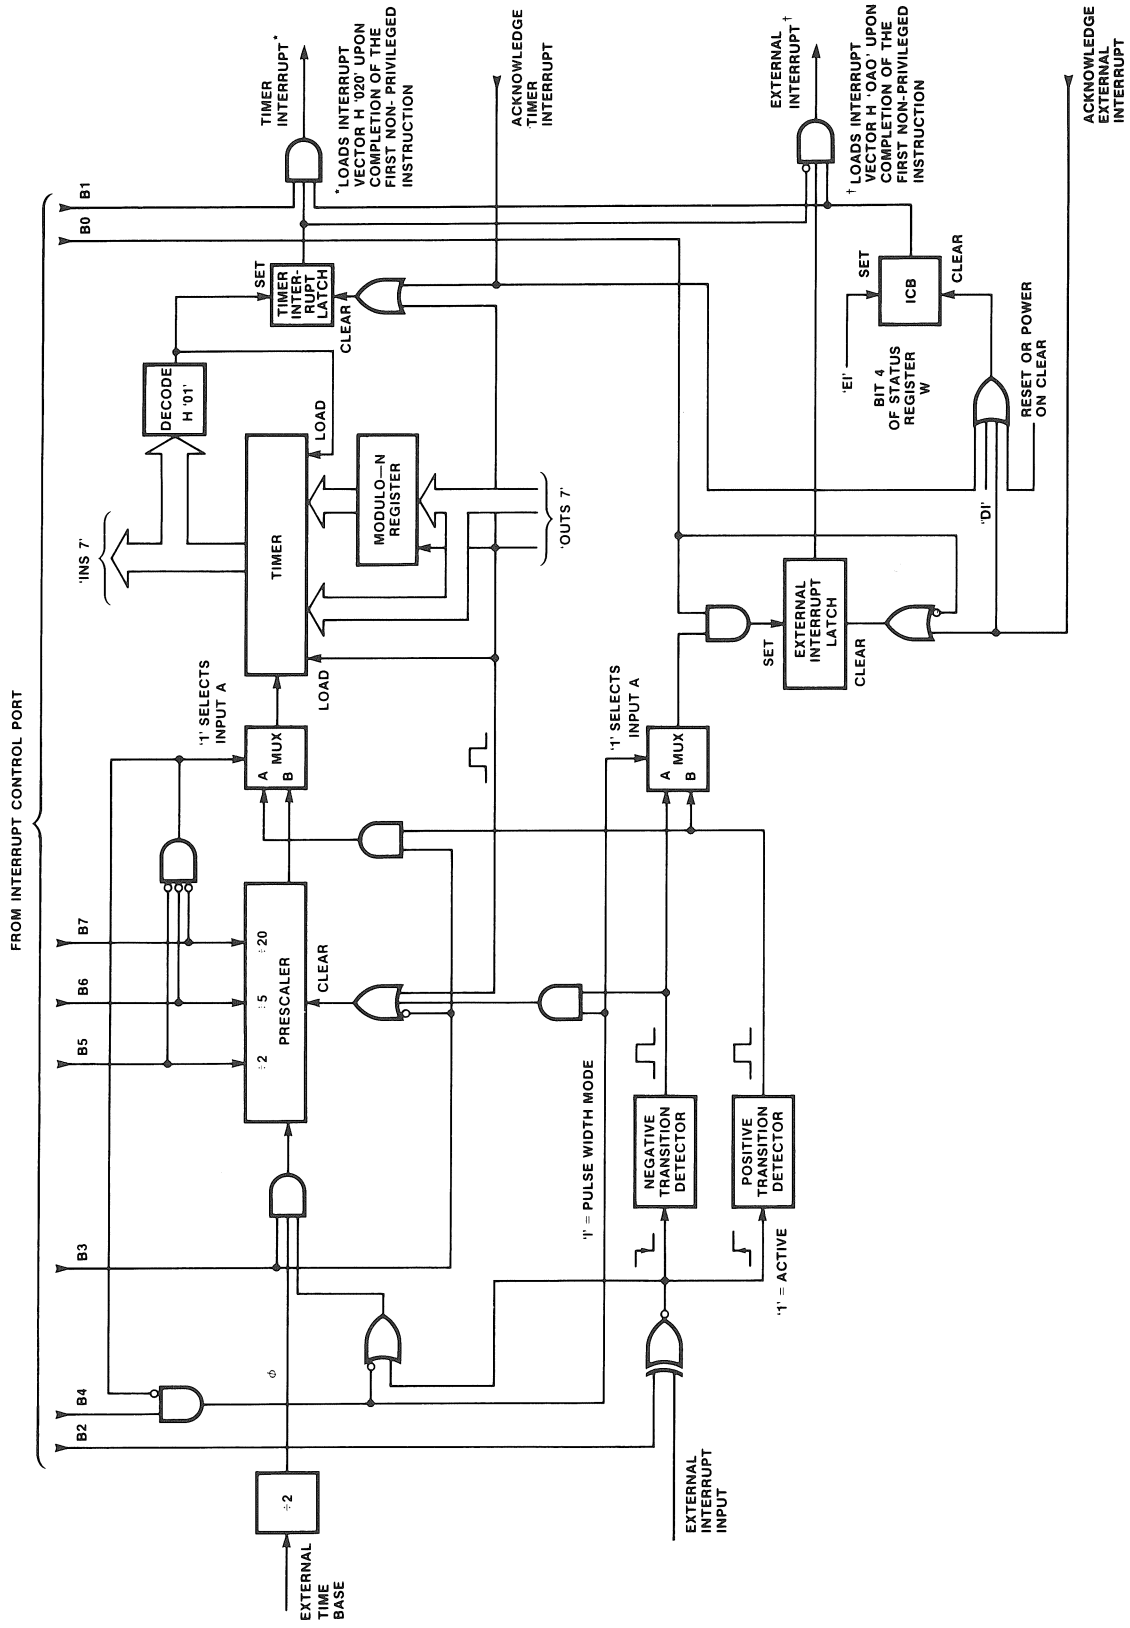 FROM INTERRUPT CONTROL PORT
B2
B4
B3
B5
B6
B7
B0
B1
EXTERNAL
TIME
BASE
÷2
ϕ
÷2
÷5
÷20
PRESCALER
CLEAR
'1' SELECTS
INPUT A
A
MUX
B
'INS 7'
TIMER
LOAD
LOAD
DECODE
H '01'
MODULO—N
REGISTER
'OUTS 7'
SET
TIMER
INTER-
RUPT
LATCH
CLEAR
TIMER
INTERRUPT*
*LOADS INTERRUPT
VECTOR H '020' UPON
COMPLETION OF THE
FIRST NON- PRIVILEGED
INSTRUCTION
ACKNOWLEDGE
TIMER
INTERRUPT
EXTERNAL
INTERRUPT
INPUT
'1' = ACTIVE
'I' = PULSE WIDTH MODE
NEGATIVE
TRANSITION
DETECTOR
POSITIVE
TRANSITION
DETECTOR
'1' SELECTS
INPUT A
A
MUX
B
SET
EXTERNAL
INTERRUPT
LATCH
CLEAR
'EI'
BIT 4
OF STATUS
REGISTER
W
SET
ICB
CLEAR
'DI'
RESET OR POWER
ON CLEAR
EXTERNAL
INTERRUPT†
† LOADS INTERRUPT
VECTOR H 'OAO' UPON
COMPLETION OF THE
FIRST NON-PRIVILEGED
INSTRUCTION
ACKNOWLEDGE
EXTERNAL
INTERRUPT